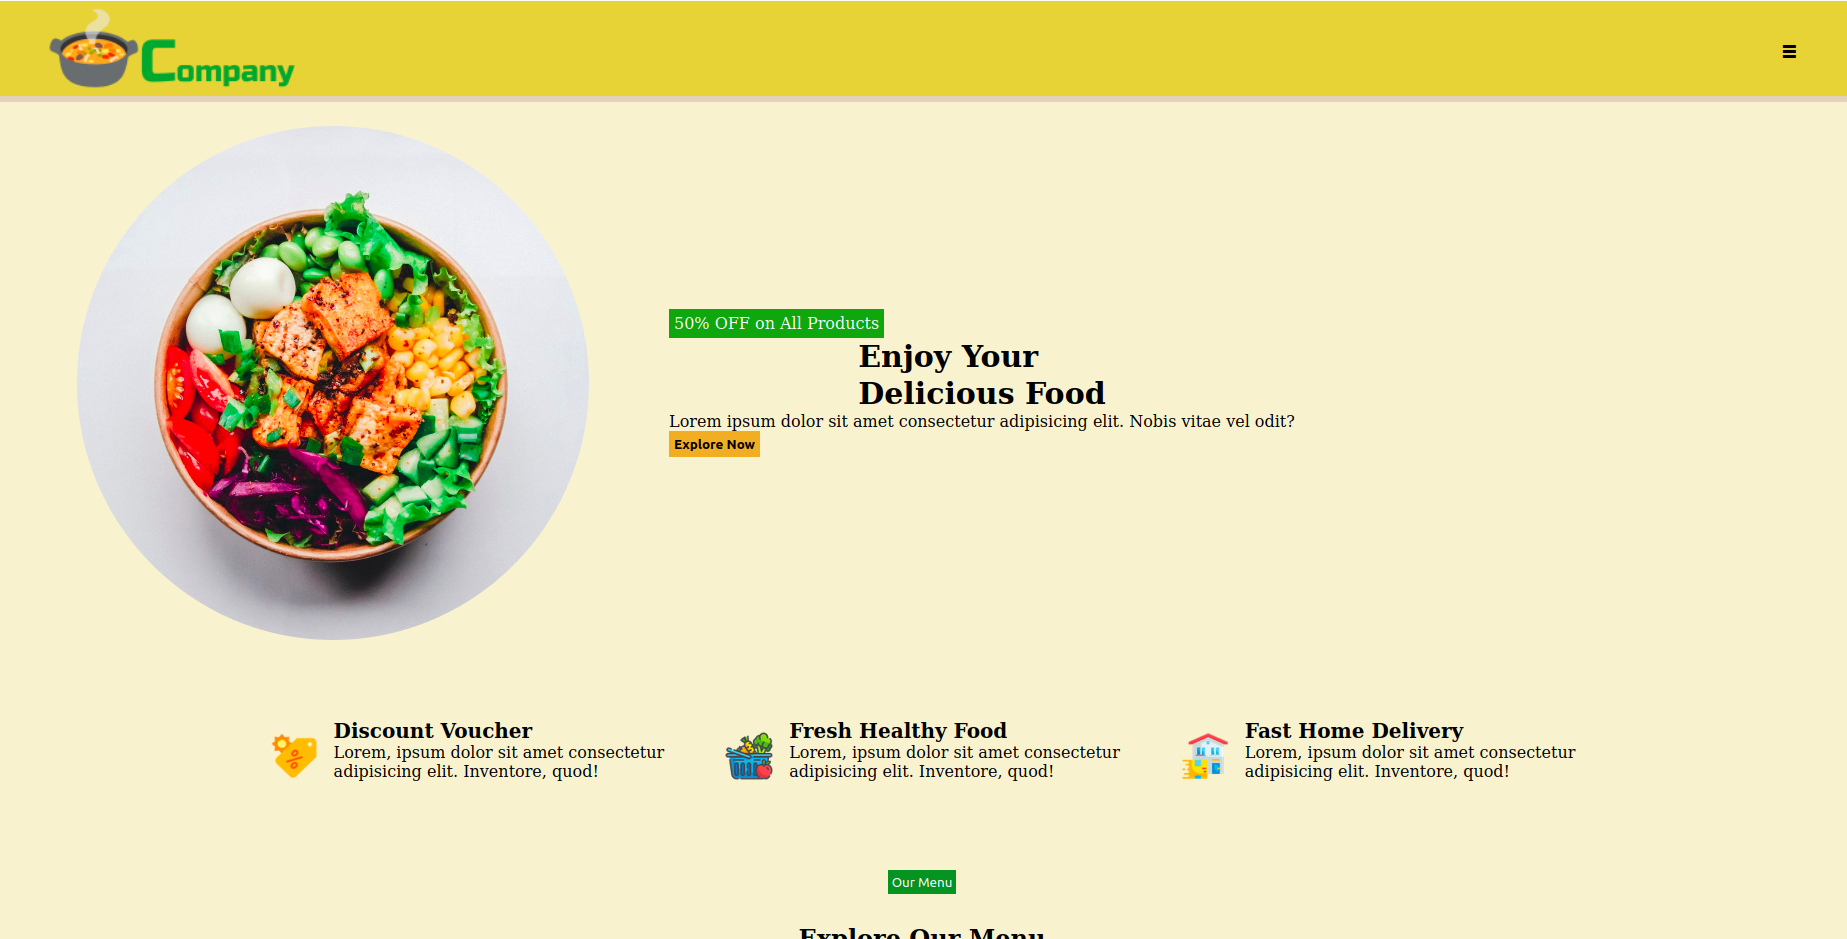 Company
50% OFF on All Products
Enjoy Your
Delicious Food
Lorem ipsum dolor sit amet consectetur adipisicing elit. Nobis vitae vel odit?
Explore Now
Discount Voucher
Lorem, ipsum dolor sit amet consectetur
adipisicing elit. Inventore, quod!
Fresh Healthy Food
Lorem, ipsum dolor sit amet consectetur
adipisicing elit. Inventore, quod!
Fast Home Delivery
Lorem, ipsum dolor sit amet consectetur
adipisicing elit. Inventore, quod!
Our Menu
Explore Our Menu